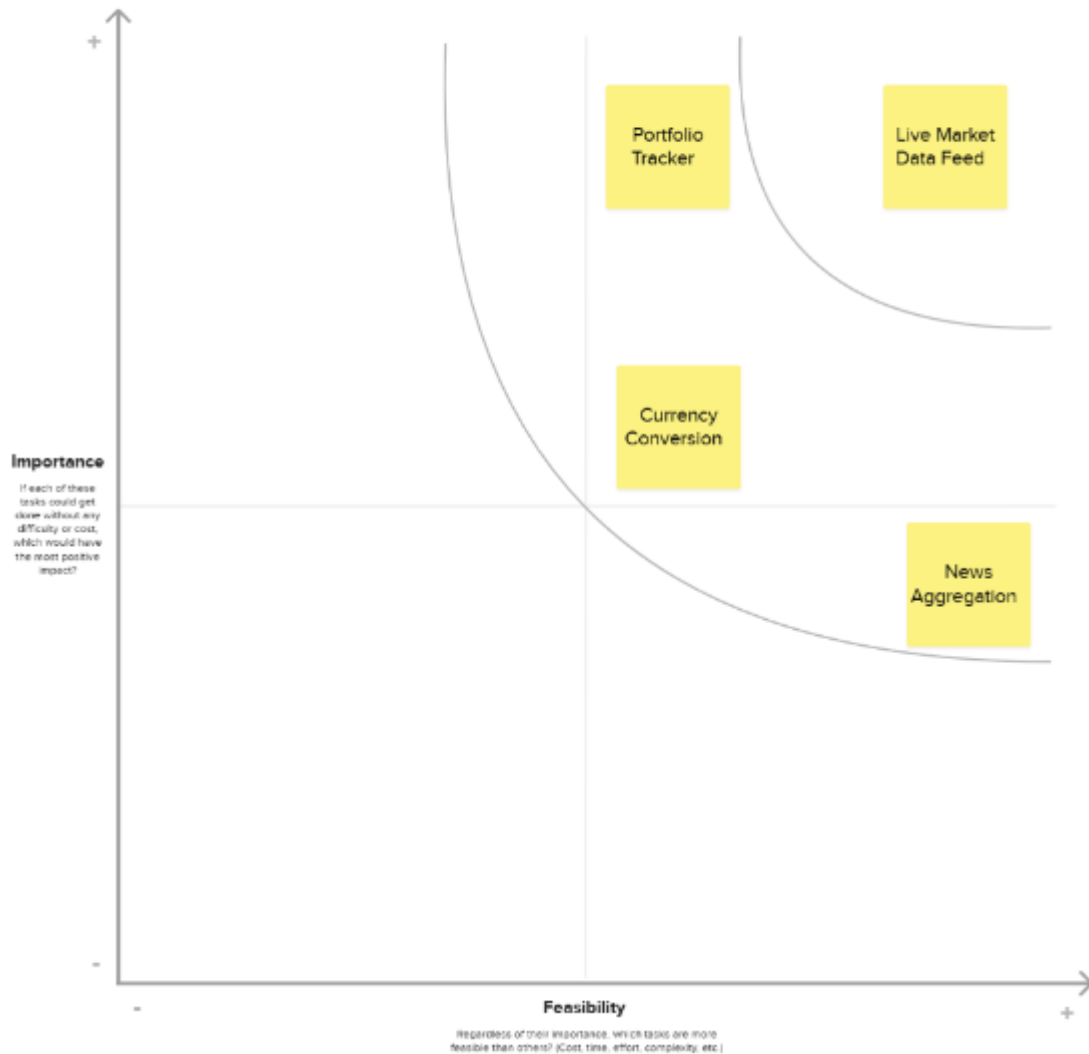 +
Portfolio
Tracker
Live Market
Data Feed
Currency
Conversion
Importance
If each of these
tasks could get
done without any
difficulty or cost,
which would have
the most positive
impact?
News
Aggregation
-
-
Feasibility
+
Regardless of their importance, which tasks are more
feasible than others? (Cost, time, effort, complexity, etc.)